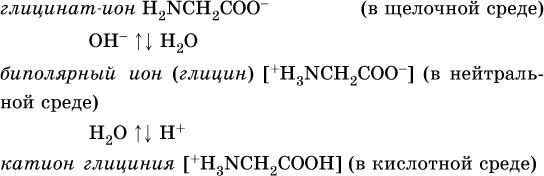 глицинат-ион H₂NCH₂COO⁻ (в щелочной среде)
OH⁻ ↑↓ H₂O
биполярный ион (глицин) [⁺H₃NCH₂COO⁻] (в нейтраль-
ной среде)
H₂O ↑↓ H⁺
катион глициния [⁺H₃NCH₂COOH] (в кислотной среде)